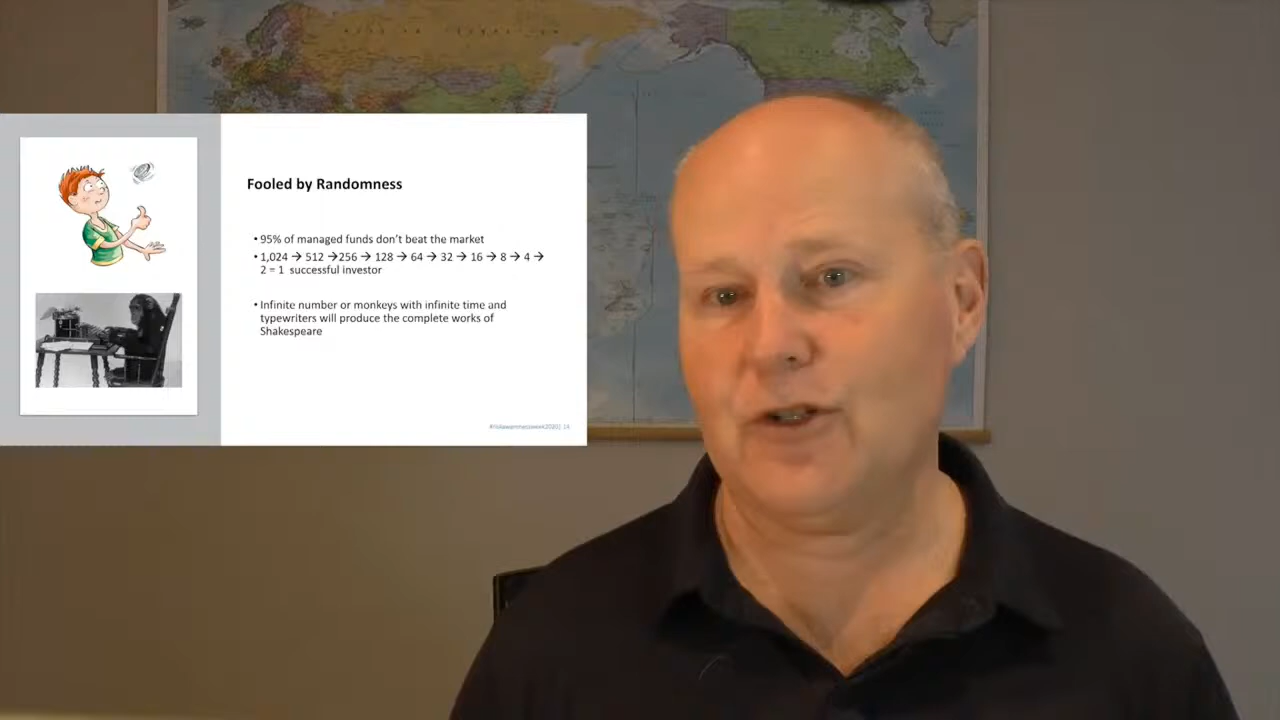 Fooled by Randomness
• 95% of managed funds don't beat the market
• 1,024 → 512 →256 → 128 → 64 → 32 → 16 → 8 → 4 →
2 = 1 successful investor
• Infinite number or monkeys with infinite time and
typewriters will produce the complete works of
Shakespeare
#riskawarenessweek2020| 14